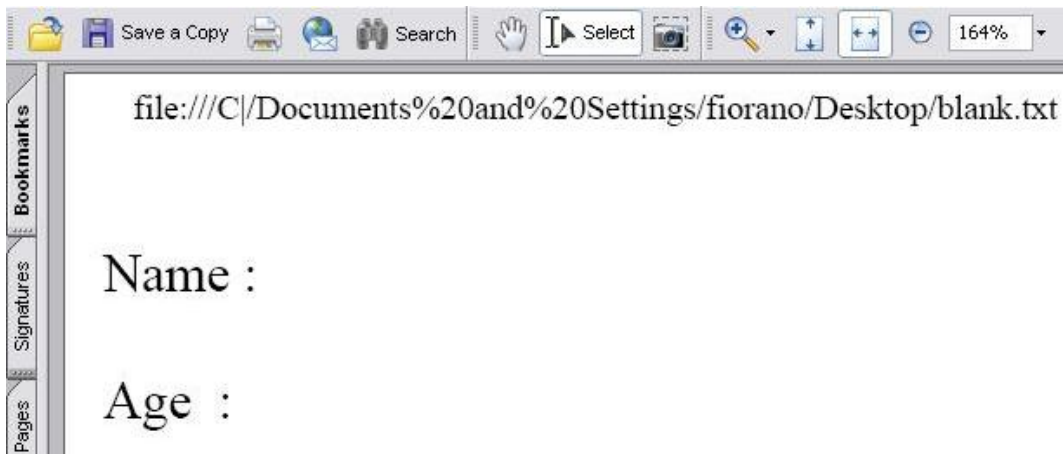 Save a Copy Search Select 164%
Bookmarks
Signatures
Pages
file:///C|/Documents%20and%20Settings/fiorano/Desktop/blank.txt
Name :
Age :